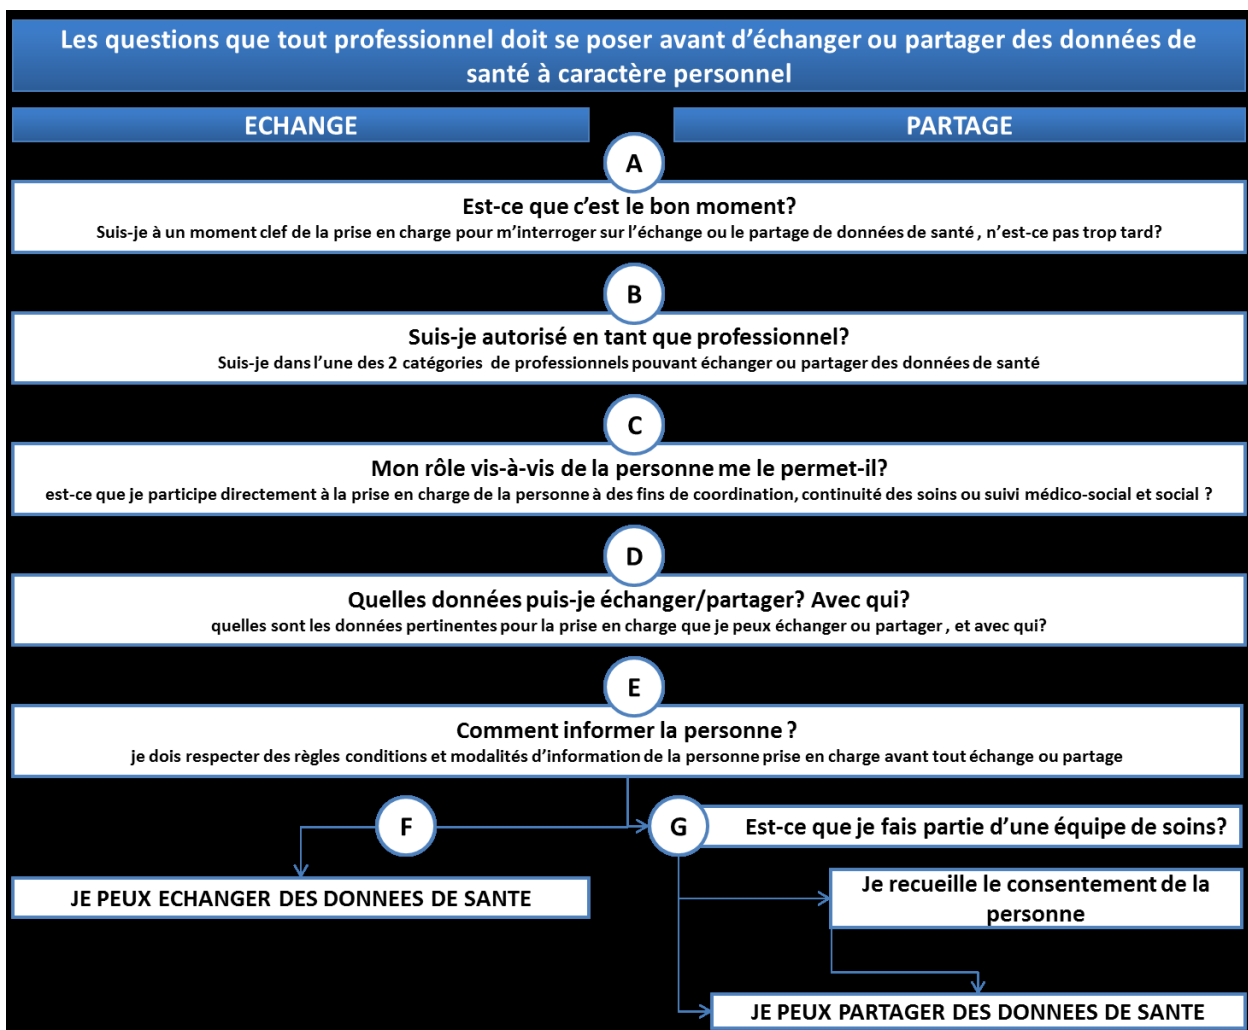 Les questions que tout professionnel doit se poser avant d’échanger ou partager des données de
santé à caractère personnel
ECHANGE
PARTAGE
A
Est-ce que c’est le bon moment?
Suis-je à un moment clef de la prise en charge pour m’interroger sur l’échange ou le partage de données de santé , n’est-ce pas trop tard?
B
Suis-je autorisé en tant que professionnel?
Suis-je dans l’une des 2 catégories de professionnels pouvant échanger ou partager des données de santé
C
Mon rôle vis-à-vis de la personne me le permet-il?
est-ce que je participe directement à la prise en charge de la personne à des fins de coordination, continuité des soins ou suivi médico-social et social ?
D
Quelles données puis-je échanger/partager? Avec qui?
quelles sont les données pertinentes pour la prise en charge que je peux échanger ou partager , et avec qui?
E
Comment informer la personne ?
je dois respecter des règles conditions et modalités d’information de la personne prise en charge avant tout échange ou partage
F
G
Est-ce que je fais partie d’une équipe de soins?
JE PEUX ECHANGER DES DONNEES DE SANTE
Je recueille le consentement de la
personne
JE PEUX PARTAGER DES DONNEES DE SANTE